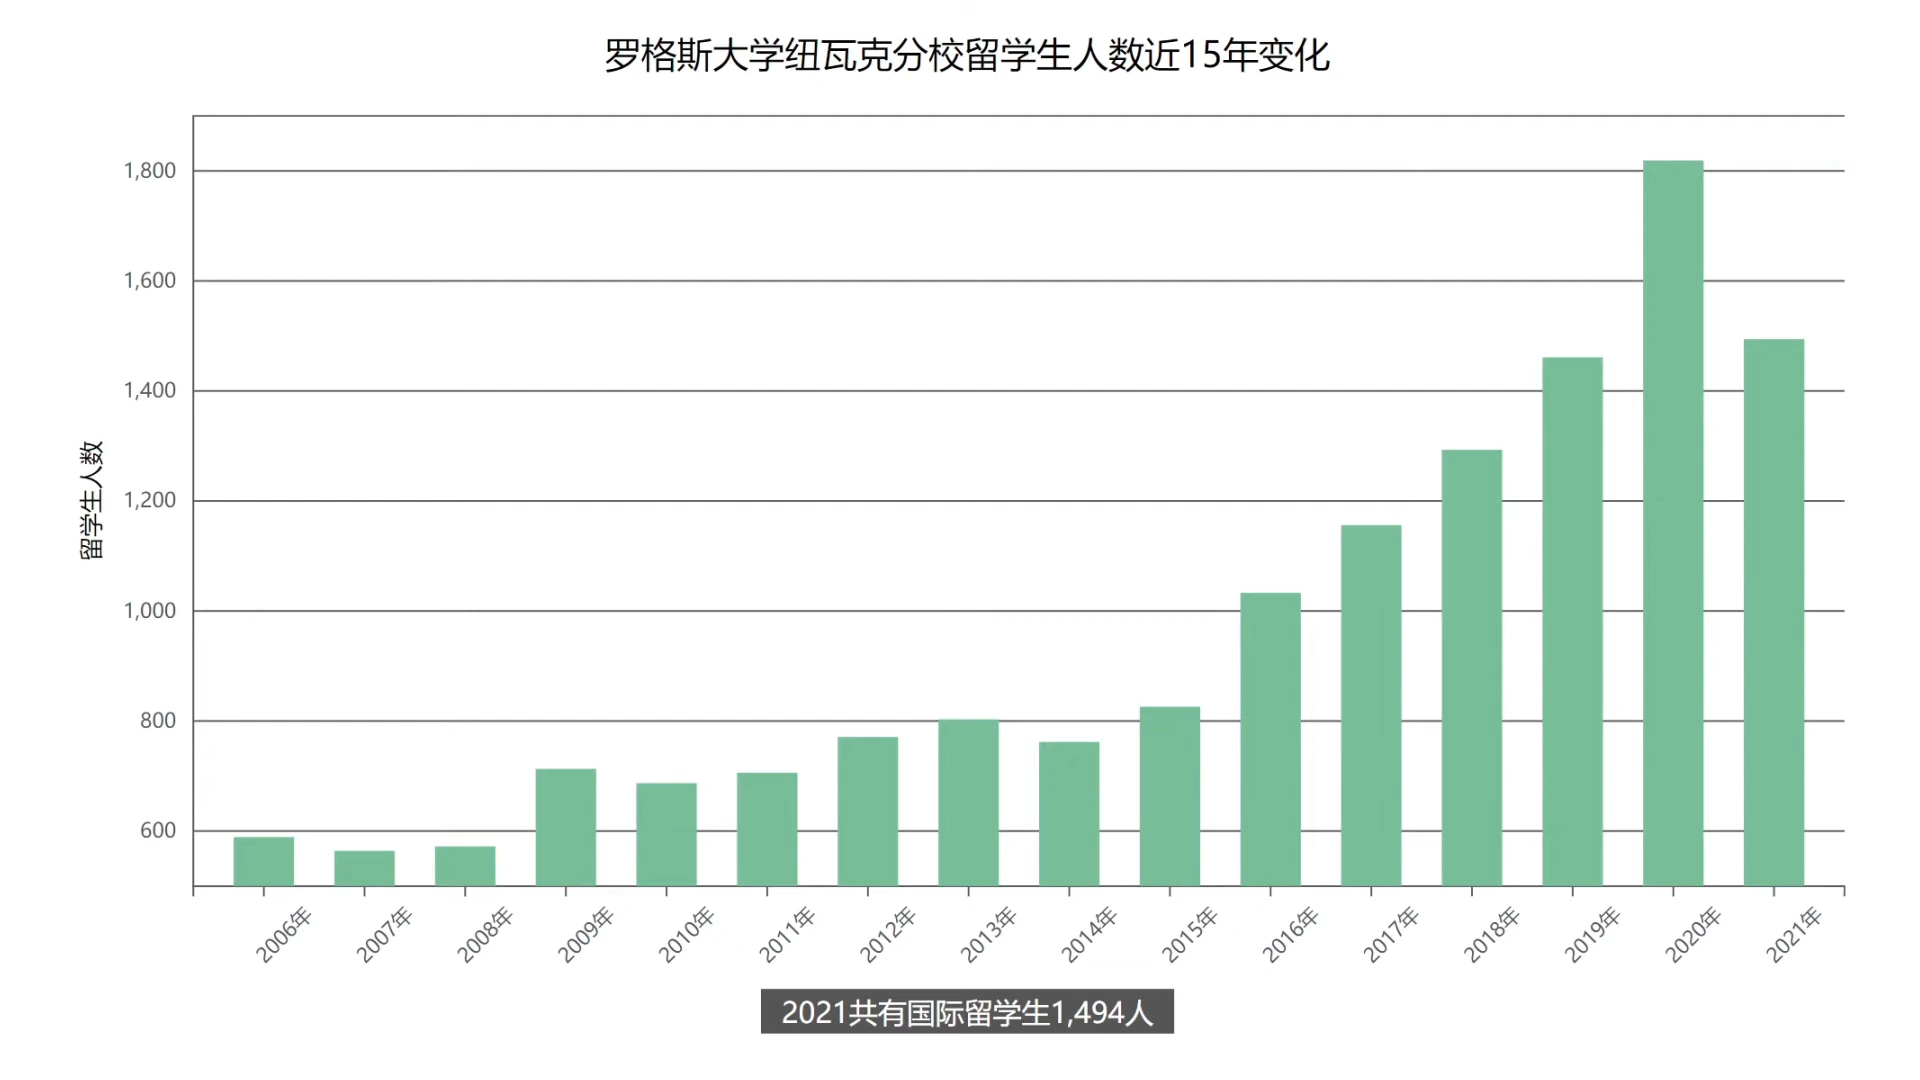 罗格斯大学纽瓦克分校留学生人数近15年变化
留学生人数
1,800
1,600
1,400
1,200
1,000
800
600
2006年
2007年
2008年
2009年
2010年
2011年
2012年
2013年
2014年
2015年
2016年
2017年
2018年
2019年
2020年
2021年
2021共有国际留学生1,494人